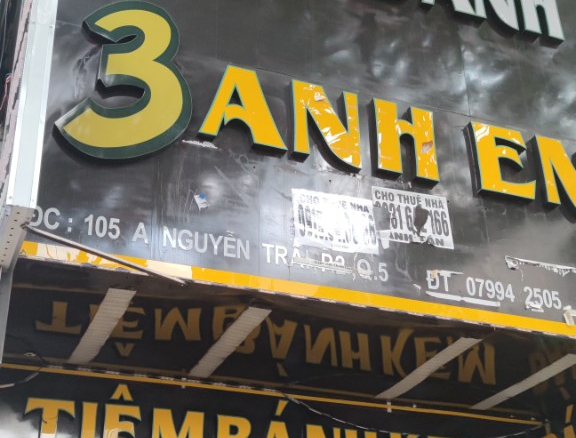 ANH
3 ANH EM
CHO THUÊ NHÀ
CHO THUÊ NHÀ
ĐC : 105 A NGUYỄN TRÃI, P2, Q.5
ĐT 07994 2505
TIỆM BÁNH KEM
TIỆM BÁNH